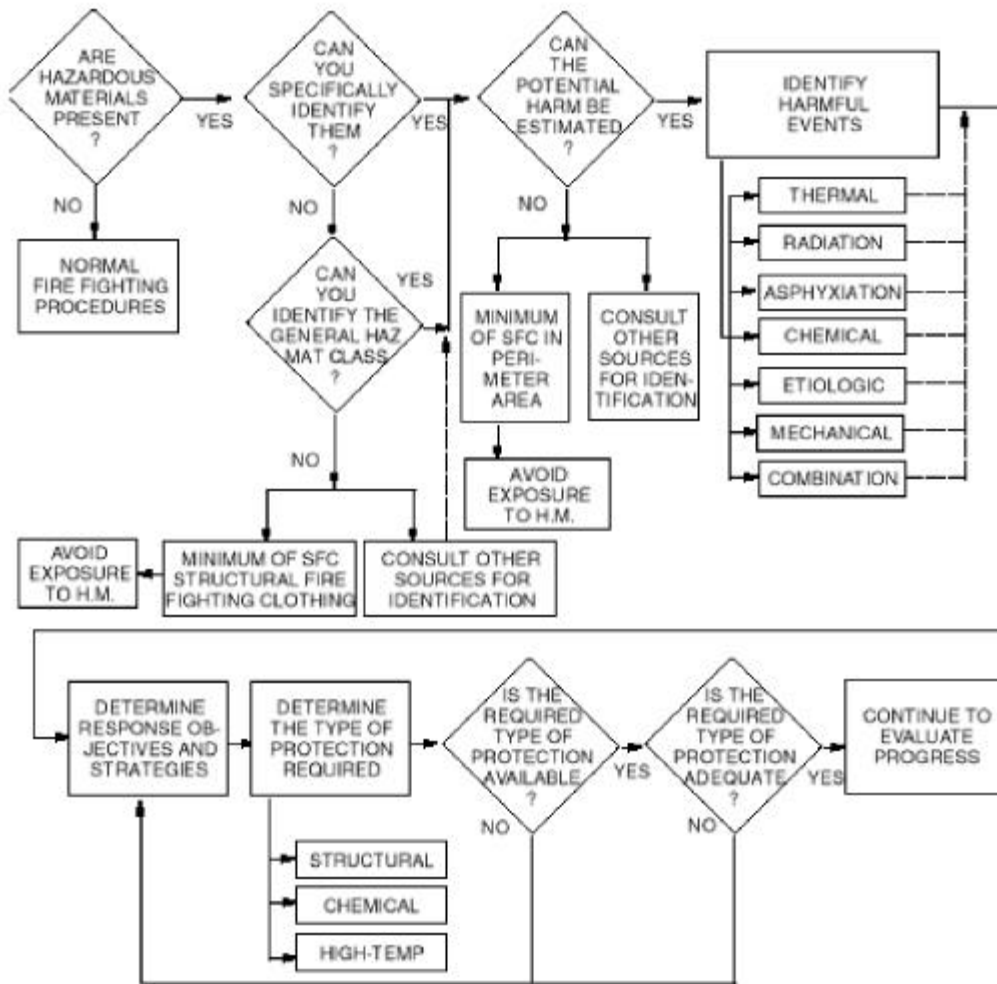 ARE
HAZARDOUS
MATERIALS
PRESENT
?
YES
NO
NORMAL
FIRE FIGHTING
PROCEDURES
CAN
YOU
SPECIFICALLY
IDENTIFY
THEM
?
YES
NO
CAN
YOU
IDENTIFY THE
GENERAL HAZ
MAT CLASS
?
YES
NO
AVOID
EXPOSURE
TO H.M.
MINIMUM OF SFC
STRUCTURAL FIRE
FIGHTING CLOTHING
CONSULT OTHER
SOURCES FOR
IDENTIFICATION
CAN
THE
POTENTIAL
HARM BE
ESTIMATED
?
YES
NO
MINIMUM
OF SFC IN
PERI-
METER
AREA
CONSULT
OTHER
SOURCES
FOR IDEN-
TIFICATION
AVOID
EXPOSURE
TO H.M.
IDENTIFY
HARMFUL
EVENTS
THERMAL
RADIATION
ASPHYXIATION
CHEMICAL
ETIOLOGIC
MECHANICAL
COMBINATION
DETERMINE
RESPONSE OB-
JECTIVES AND
STRATEGIES
DETERMINE
THE TYPE OF
PROTECTION
REQUIRED
STRUCTURAL
CHEMICAL
HIGH-TEMP
IS THE
REQUIRED
TYPE OF
PROTECTION
AVAILABLE
?
YES
NO
IS THE
REQUIRED
TYPE OF
PROTECTION
ADEQUATE
?
YES
NO
CONTINUE TO
EVALUATE
PROGRESS